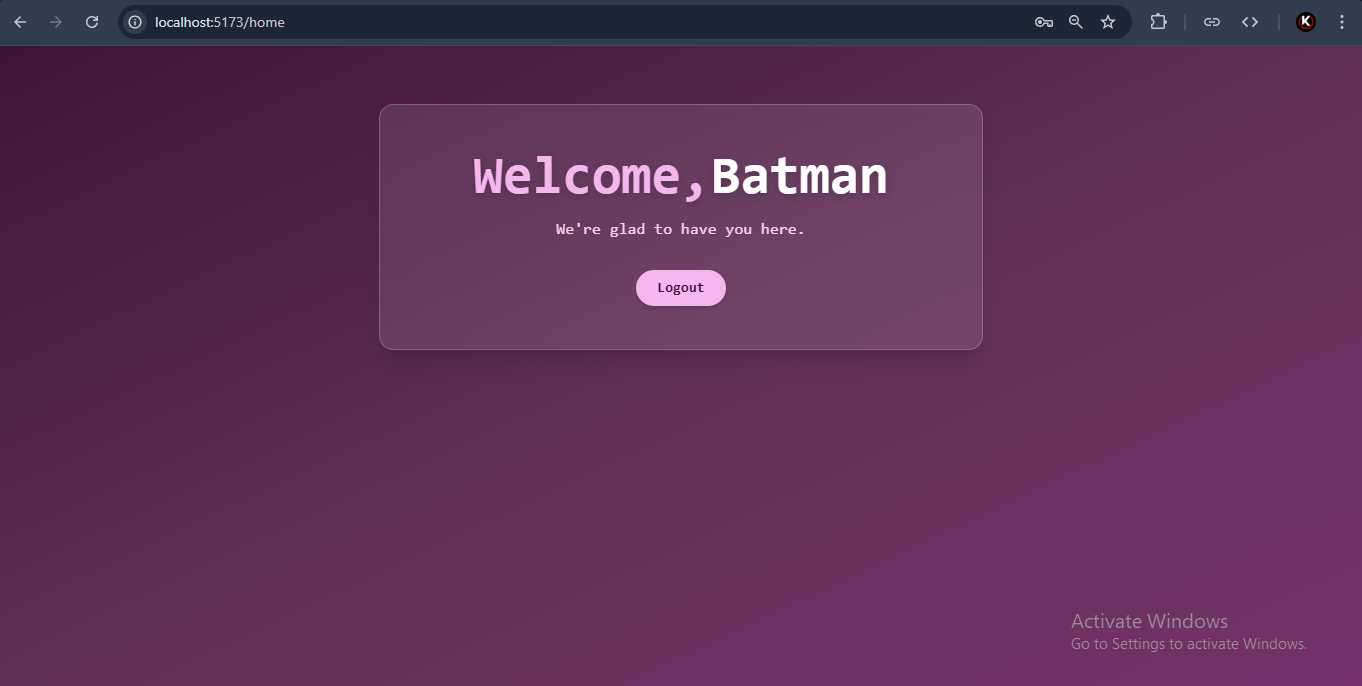 localhost:5173/home
K
Welcome,Batman
We're glad to have you here.
Logout
Activate Windows
Go to Settings to activate Windows.